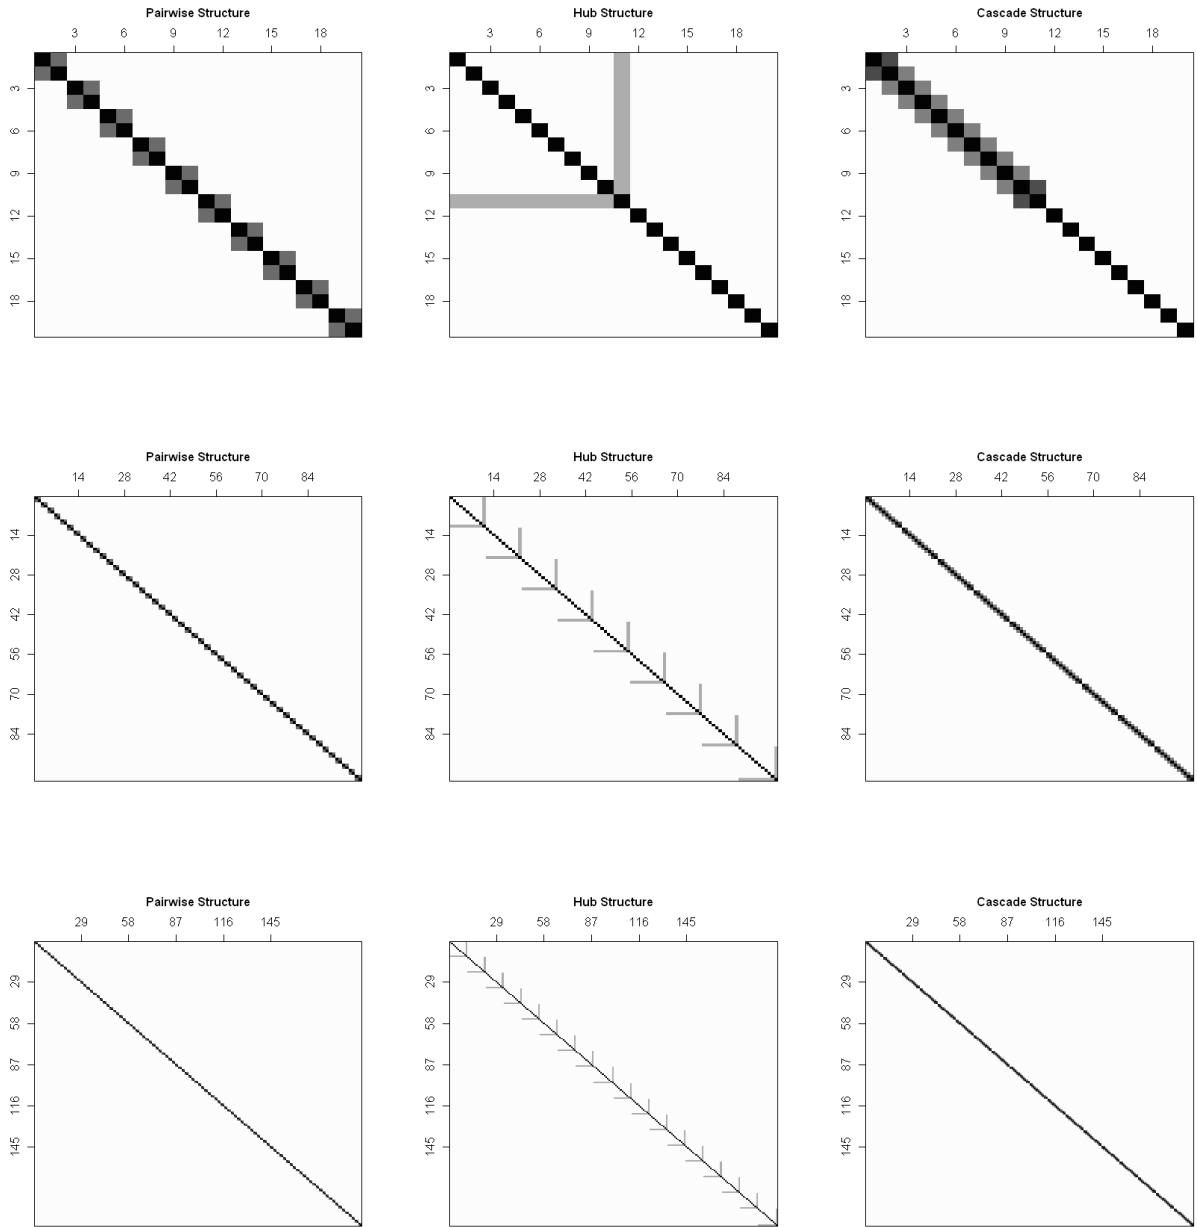 Pairwise Structure
3 6 9 12 15 18
3
6
9
12
15
18
Hub Structure
3 6 9 12 15 18
3
6
9
12
15
18
Cascade Structure
3 6 9 12 15 18
3
6
9
12
15
18
Pairwise Structure
14 28 42 56 70 84
14
28
42
56
70
84
Hub Structure
14 28 42 56 70 84
14
28
42
56
70
84
Cascade Structure
14 28 42 56 70 84
14
28
42
56
70
84
Pairwise Structure
29 58 87 116 145
29
58
87
116
145
Hub Structure
29 58 87 116 145
29
58
87
116
145
Cascade Structure
29 58 87 116 145
29
58
87
116
145